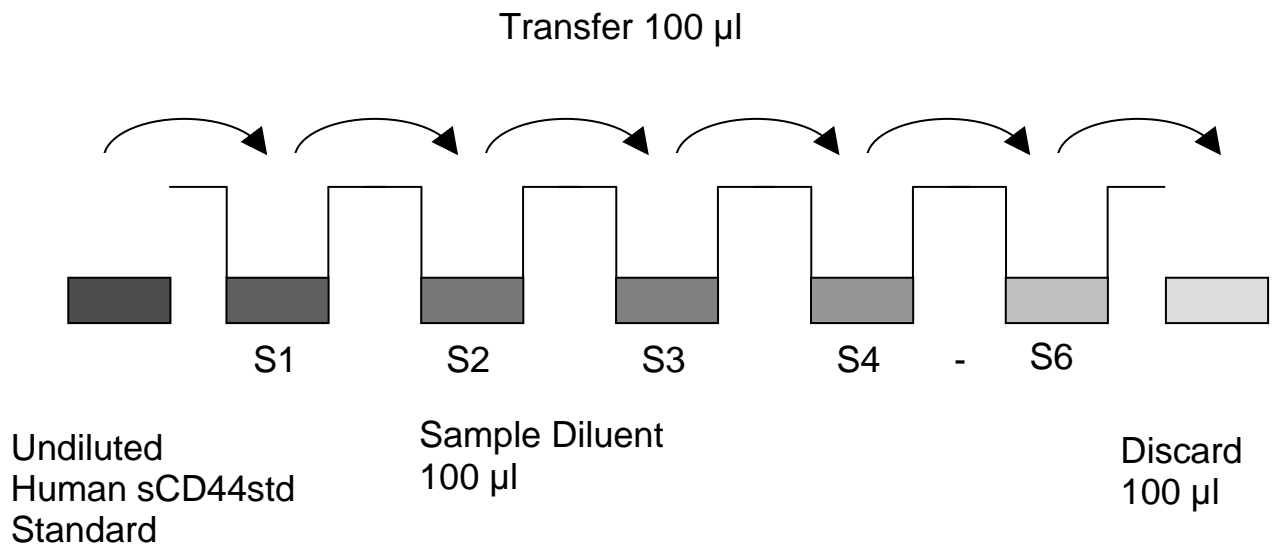 Transfer 100 µl
S1 S2 S3 S4 - S6
Undiluted
Human sCD44std
Standard
Sample Diluent
100 µl
Discard
100 µl